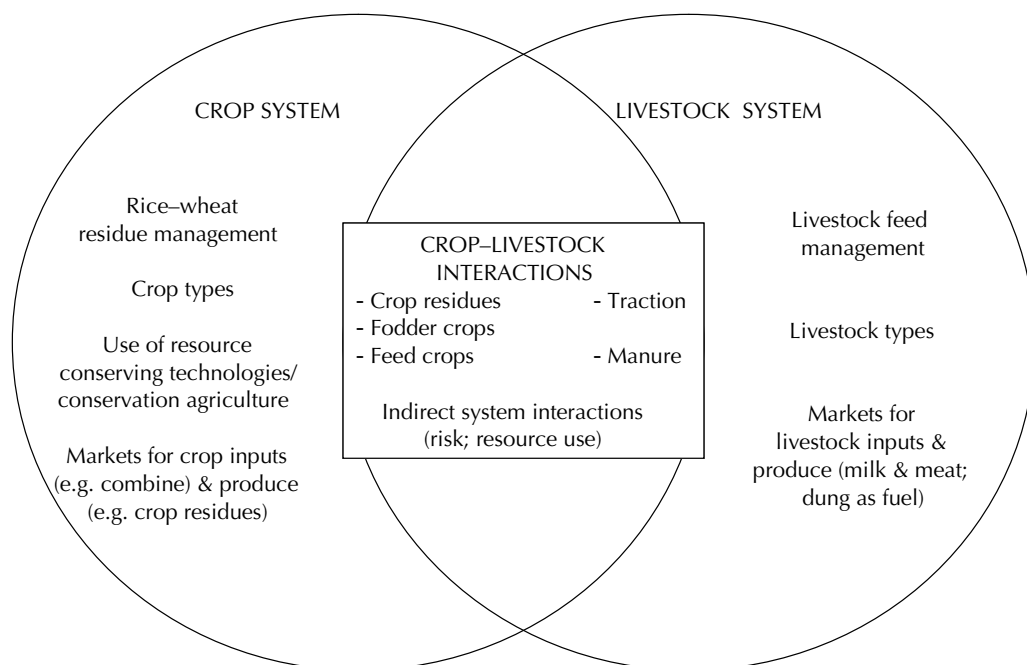 CROP SYSTEM
Rice–wheat
residue management
Crop types
Use of resource
conserving technologies/
conservation agriculture
Markets for crop inputs
(e.g. combine) & produce
(e.g. crop residues)
CROP–LIVESTOCK
INTERACTIONS
- Crop residues - Traction
- Fodder crops
- Feed crops - Manure
Indirect system interactions
(risk; resource use)
LIVESTOCK SYSTEM
Livestock feed
management
Livestock types
Markets for
livestock inputs &
produce (milk & meat;
dung as fuel)